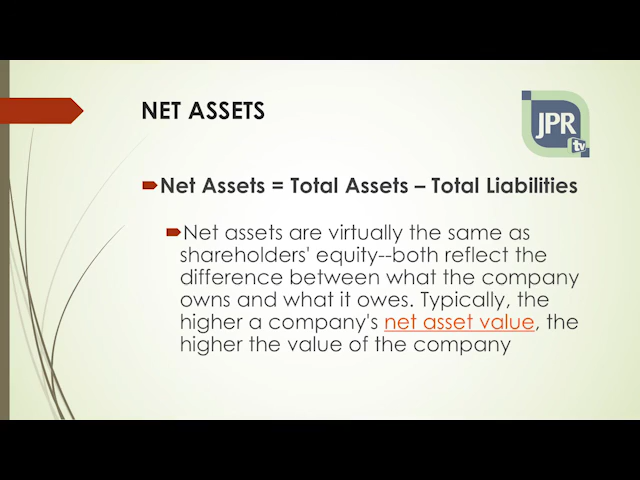 NET ASSETS
JPR
tv
Net Assets = Total Assets – Total Liabilities
Net assets are virtually the same as
shareholders' equity--both reflect the
difference between what the company
owns and what it owes. Typically, the
higher a company's net asset value, the
higher the value of the company